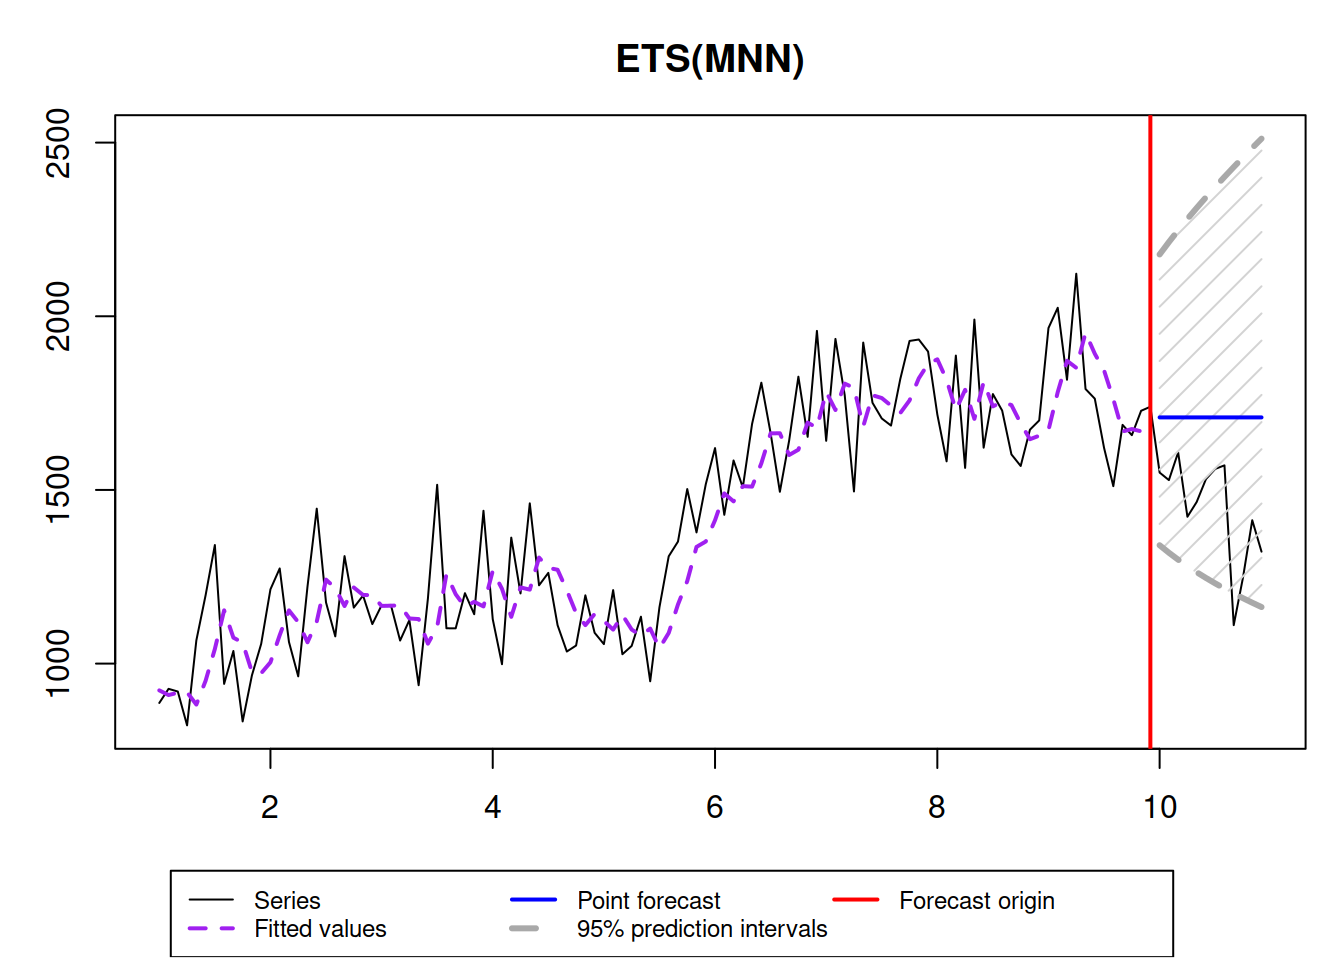 ETS(MNN)
2500
2000
1500
1000
2 4 6 8 10
Series Point forecast Forecast origin
Fitted values 95% prediction intervals